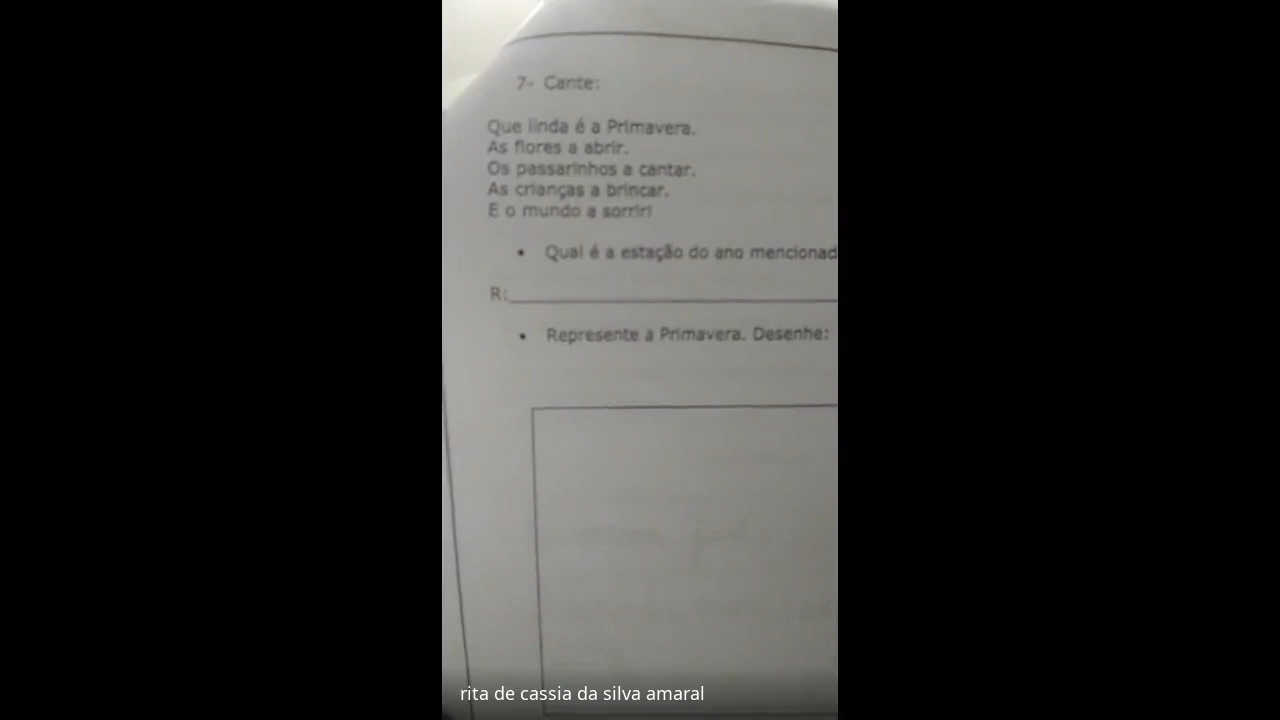 7- Cante:
Que linda é a Primavera.
As flores a abrir.
Os passarinhos a cantar.
As crianças a brincar.
E o mundo a sorrir!
• Qual é a estação do ano mencionad
R:
• Represente a Primavera. Desenhe:
rita de cassia da silva amaral